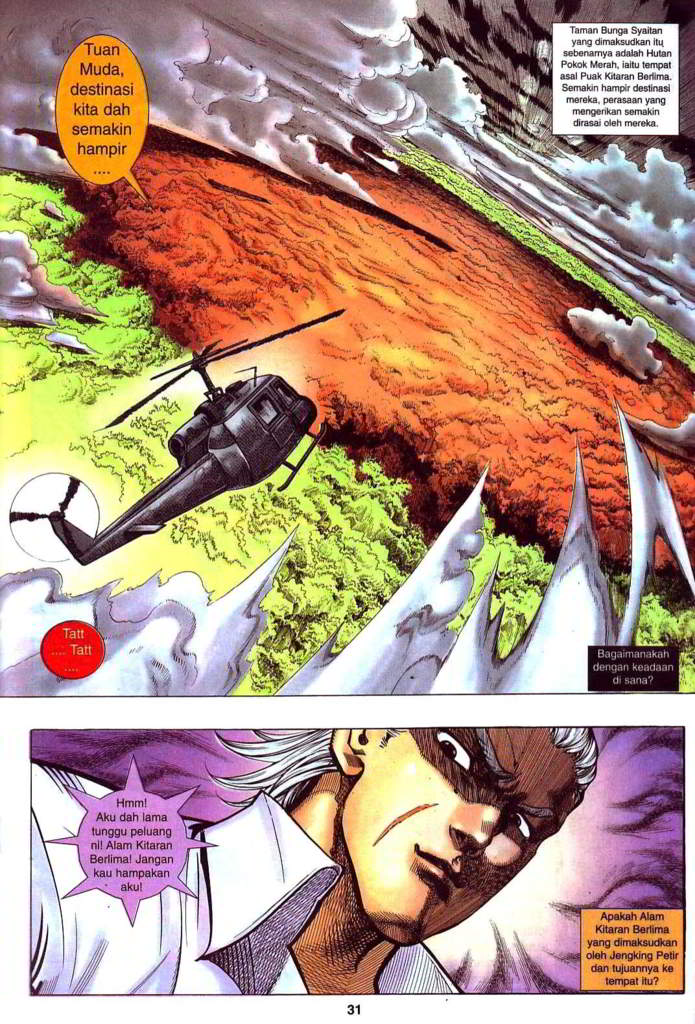 Taman Bunga Syaitan
yang dimaksudkan itu
sebenarnya adalah Hutan
Pokok Merah, iaitu tempat
asal Puak Kitaran Berlima.
Semakin hampir destinasi
mereka, perasaan yang
mengerikan semakin
dirasai oleh mereka.
Tuan
Muda,
destinasi
kita dah
semakin
hampir
....
Tatt
.... Tatt
....
Bagaimanakah
dengan keadaan
di sana?
Hmm!
Aku dah lama
tunggu peluang
ni! Alam Kitaran
Berlima! Jangan
kau hampakan
aku!
Apakah Alam
Kitaran Berlima
yang dimaksudkan
oleh Jengking Petir
dan tujuannya ke
tempat itu?
31